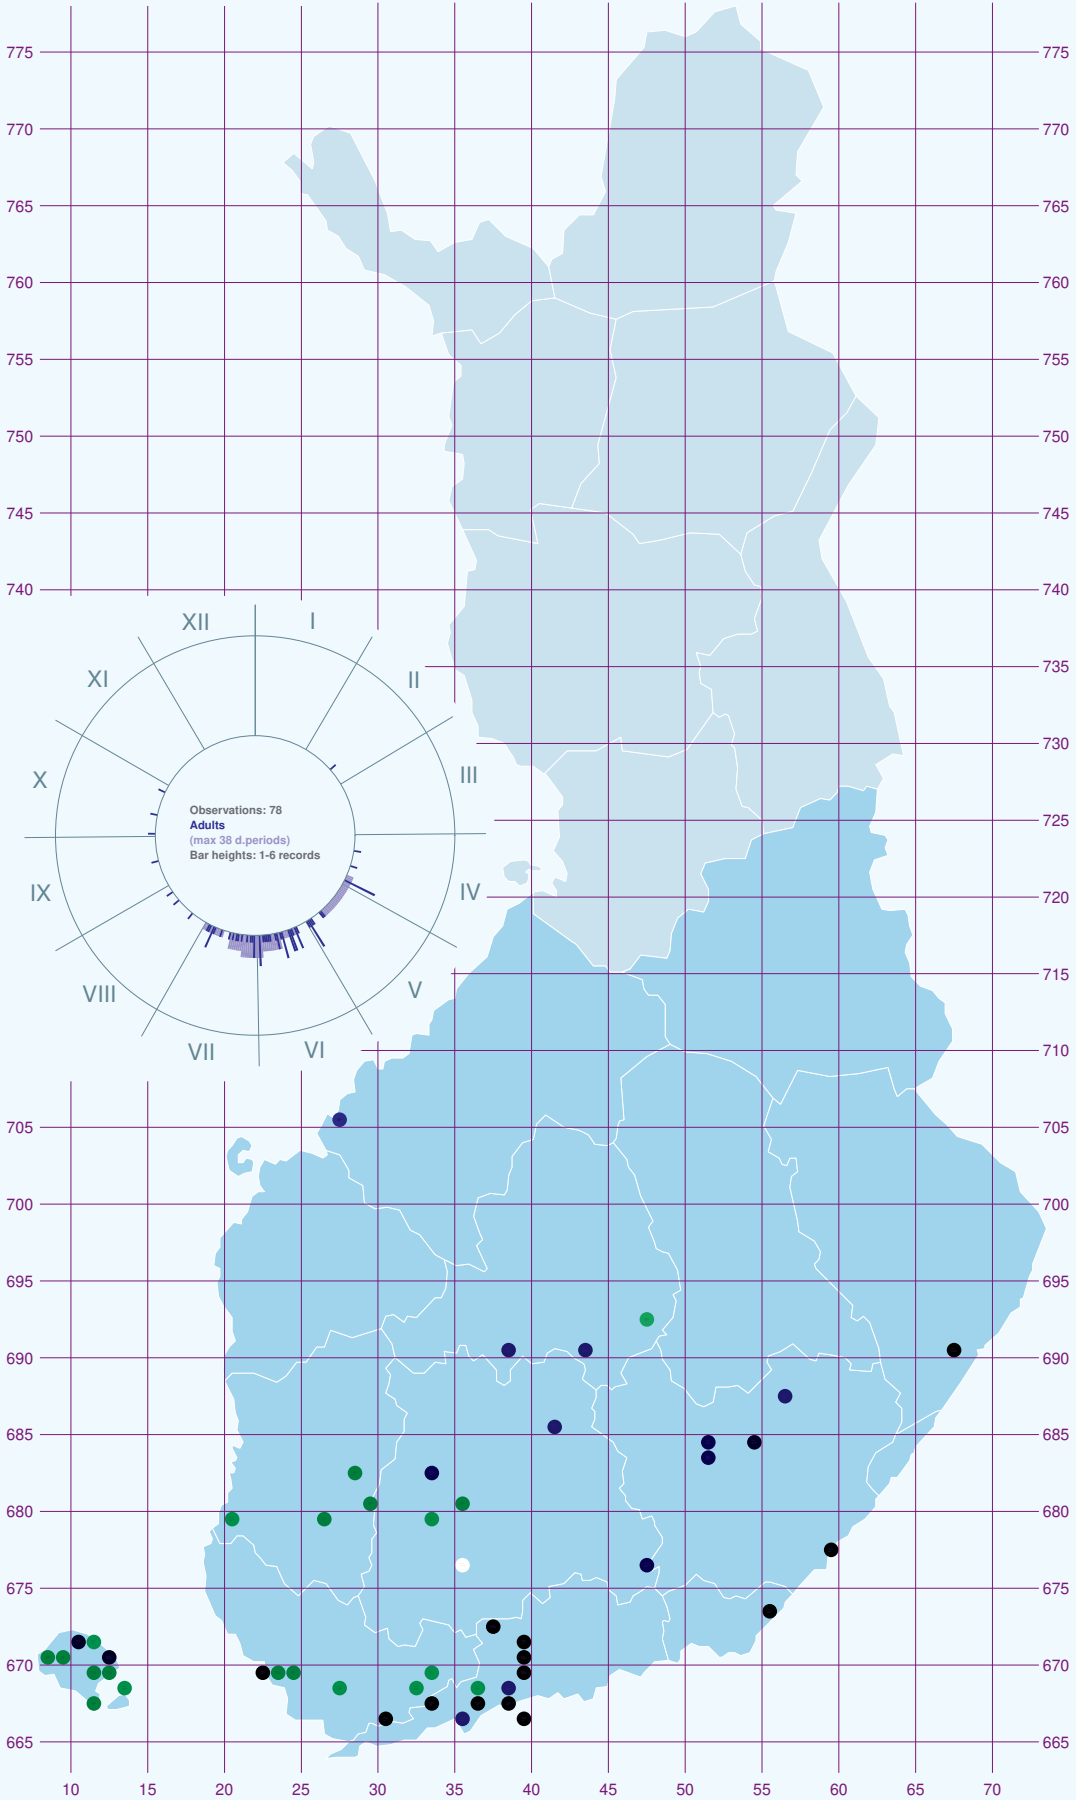 775 775
770 770
765 765
760 760
755 755
750 750
745 745
740 740
XII I
735
XI II
730
X III
725
Observations: 78
Adults
(max 38 d.periods)
Bar heights: 1-6 records
IX IV
720
715
VIII V
VII VI
710
705 705
700 700
695 695
690 690
685 685
680 680
675 675
670 670
665 665
10 15 20 25 30 35 40 45 50 55 60 65 70